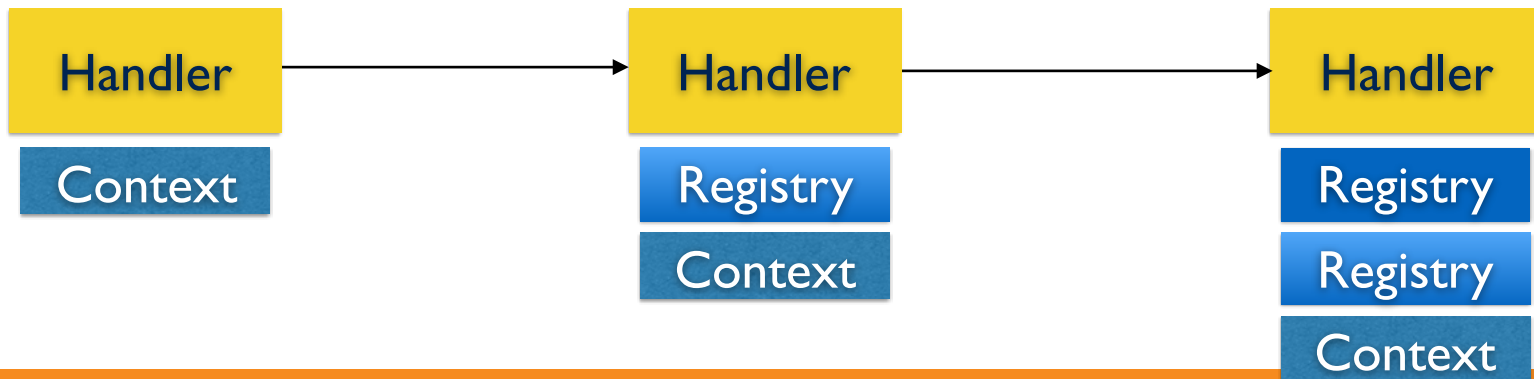 Handler
Context
Handler
Registry
Context
Handler
Registry
Registry
Context